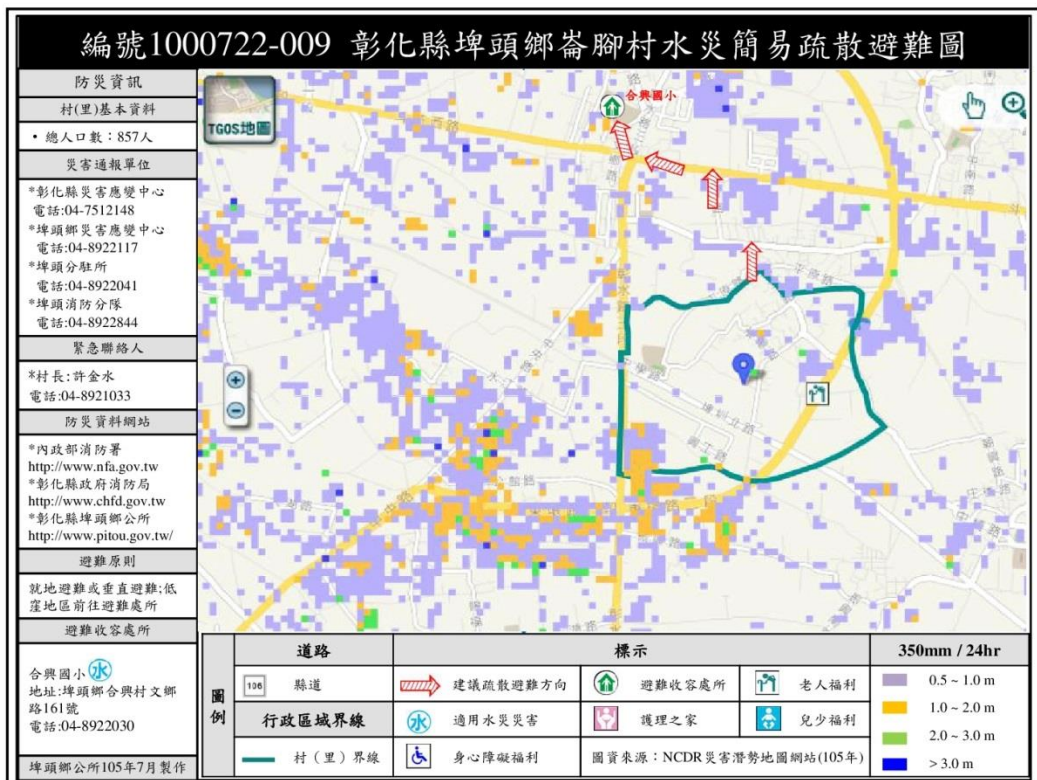 編號1000722-009 彰化縣埤頭鄉崙腳村水災簡易疏散避難圖
防災資訊
村(里)基本資料
• 總人口數：857人
災害通報單位
*彰化縣災害應變中心
電話:04-7512148
*埤頭鄉災害應變中心
電話:04-8922117
*埤頭分駐所
電話:04-8922041
*埤頭消防分隊
電話:04-8922844
緊急聯絡人
*村長:許金水
電話:04-8921033
防災資料網站
*內政部消防署
http://www.nfa.gov.tw
*彰化縣政府消防局
http://www.chfd.gov.tw
*彰化縣埤頭鄉公所
http://www.pitou.gov.tw/
避難原則
就地避難或垂直避難;低
窪地區前往避難處所
避難收容處所
合興國小 水
地址:埤頭鄉合興村文鄉
路161號
電話:04-8922030
埤頭鄉公所105年7月製作
TGOS地圖
合興國小
中南路
埤圳北路
圖例
道路
標示
350mm / 24hr
106 縣道
建議疏散避難方向
避難收容處所
老人福利
0.5 ~ 1.0 m
行政區域界線
水 適用水災災害
護理之家
兒少福利
1.0 ~ 2.0 m
2.0 ~ 3.0 m
村（里）界線
身心障礙福利
圖資來源：NCDR災害潛勢地圖網站(105年)
> 3.0 m